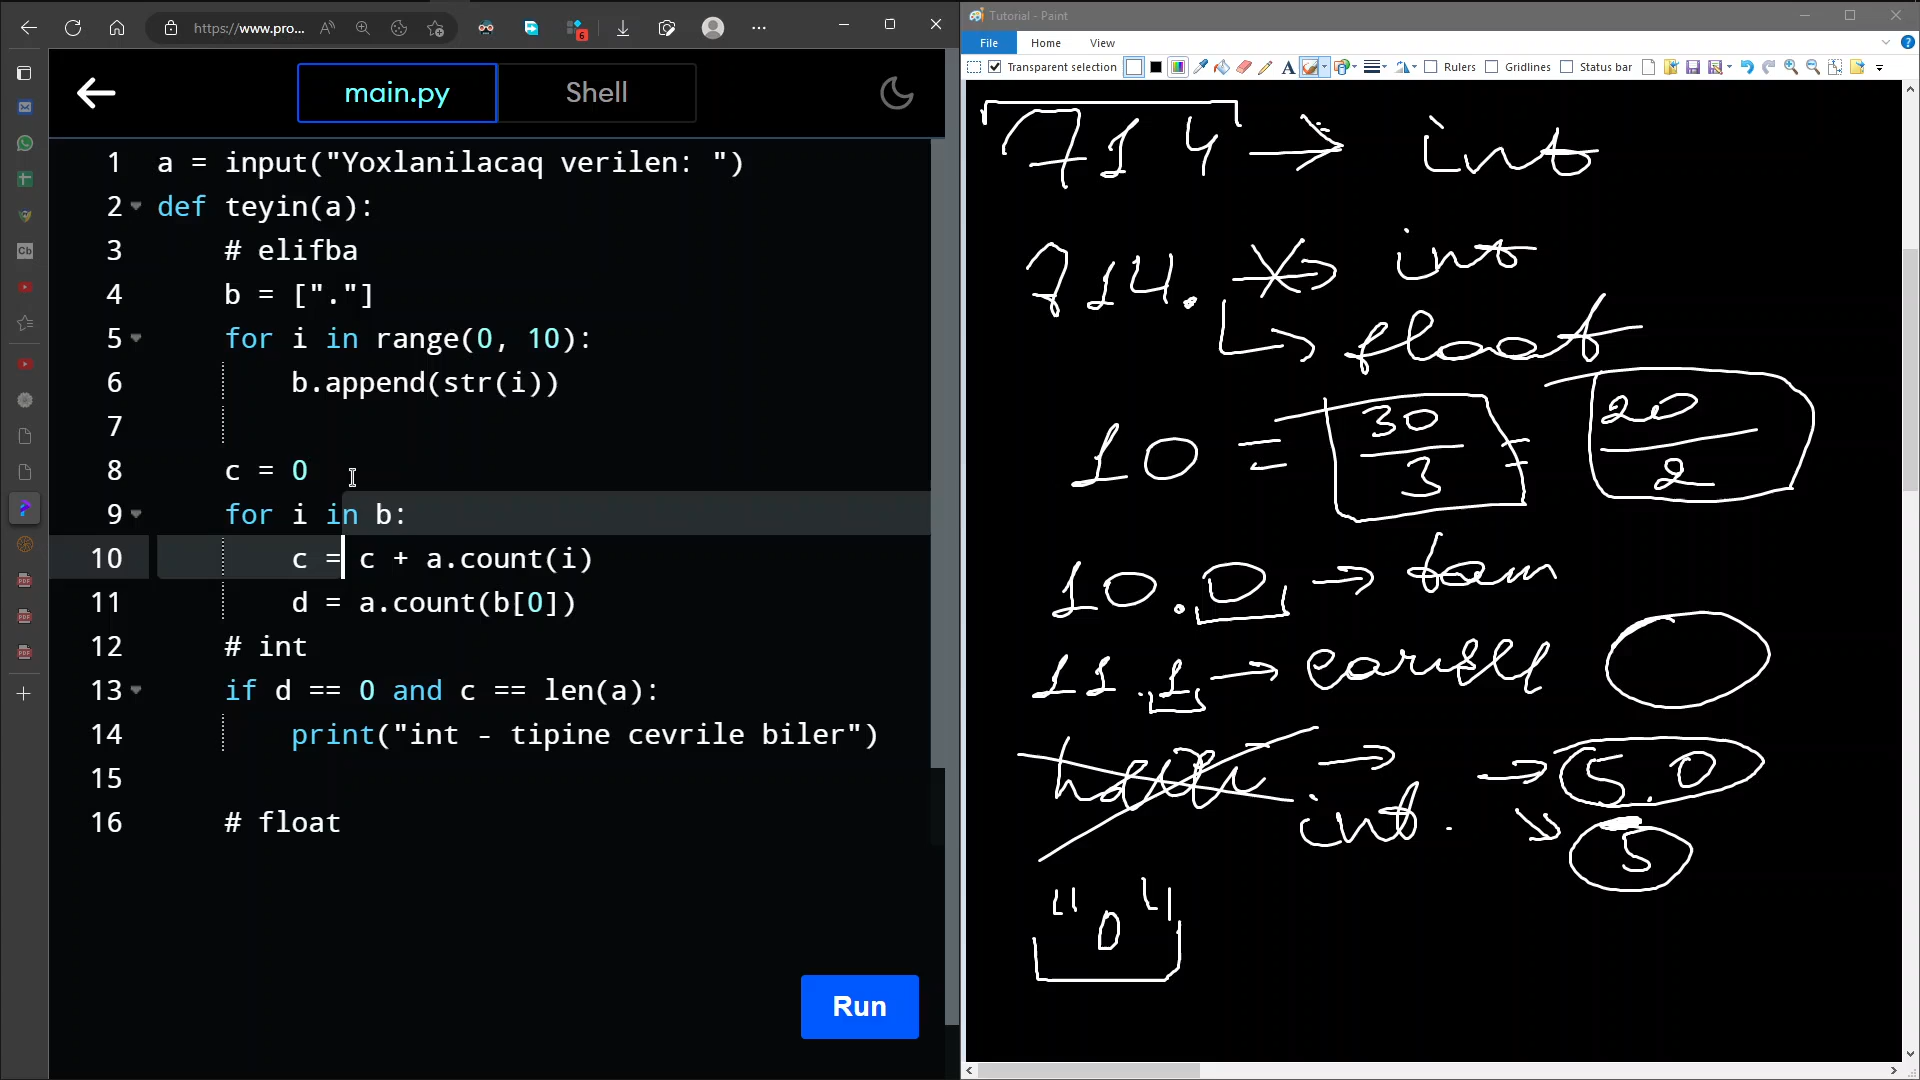 https://www.pro...
6
main.py
Shell
1 a = input("Yoxlanilacaq verilen: ")
2 def teyin(a):
3 # elifba
4 b = ["."]
5 for i in range(0, 10):
6 b.append(str(i))
7
8 c = 0
9 for i in b:
10 c = c + a.count(i)
11 d = a.count(b[0])
12 # int
13 if d == 0 and c == len(a):
14 print("int - tipine cevrile biler")
15
16 # float
Run
Tutorial - Paint
File Home View
Transparent selection
Rulers
Gridlines
Status bar
714 → int
714. → int
↳ float
10 = 30/3 = 20/2
10.0 → tam
11.1 →
→ → 5.0
int. ↘ 5
"0"